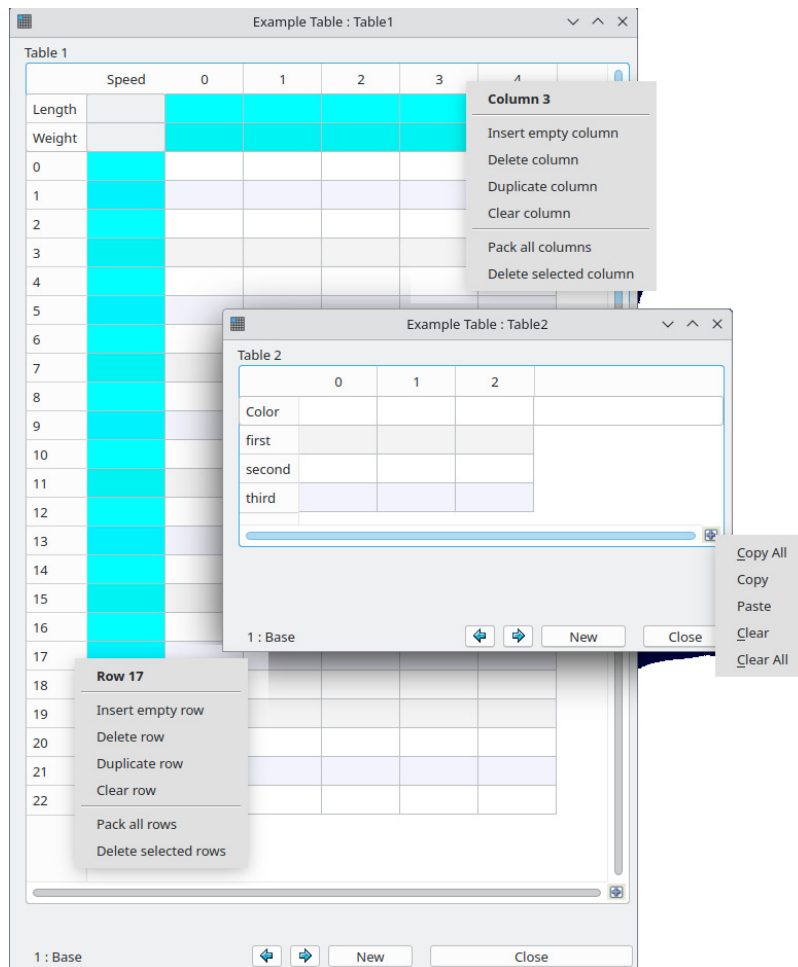 Example Table : Table1
Table 1
Speed 0 1 2 3 4
Length
Weight
0
1
2
3
4
5
6
7
8
9
10
11
12
13
14
15
16
17
18
19
20
21
22
1 : Base New Close
Column 3
Insert empty column
Delete column
Duplicate column
Clear column
Pack all columns
Delete selected column
Example Table : Table2
Table 2
0 1 2
Color
first
second
third
1 : Base New Close
Copy All
Copy
Paste
Clear
Clear All
Row 17
Insert empty row
Delete row
Duplicate row
Clear row
Pack all rows
Delete selected rows